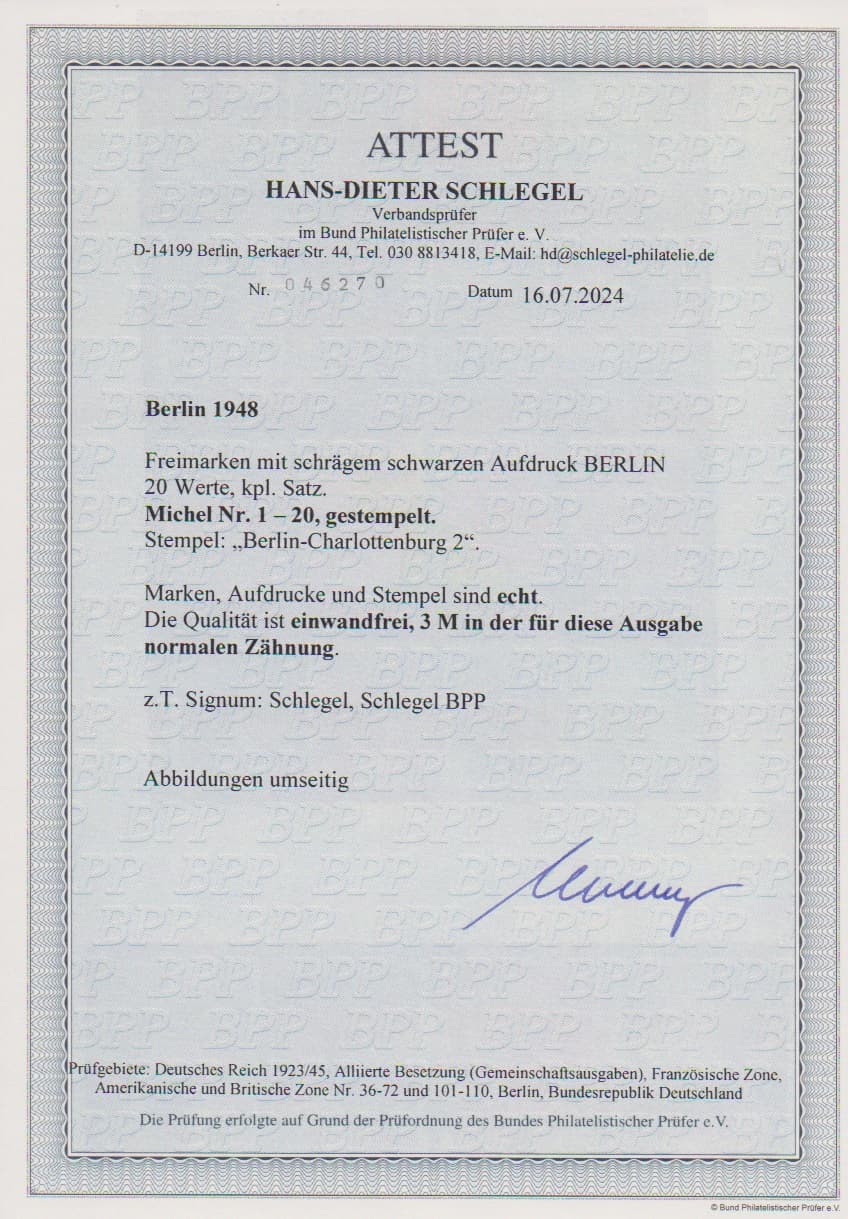 ATTEST
HANS-DIETER SCHLEGEL
Verbandsprüfer
im Bund Philatelistischer Prüfer e. V.
D-14199 Berlin, Berkaer Str. 44, Tel. 030 8813418, E-Mail: hd@schlegel-philatelie.de
Nr. 046270 Datum 16.07.2024
Berlin 1948
Freimarken mit schrägem schwarzen Aufdruck BERLIN
20 Werte, kpl. Satz.
Michel Nr. 1 – 20, gestempelt.
Stempel: „Berlin-Charlottenburg 2“.
Marken, Aufdrucke und Stempel sind echt.
Die Qualität ist einwandfrei, 3 M in der für diese Ausgabe
normalen Zähnung.
z.T. Signum: Schlegel, Schlegel BPP
Abbildungen umseitig
Prüfgebiete: Deutsches Reich 1923/45, Alliierte Besetzung (Gemeinschaftsausgaben), Französische Zone,
Amerikanische und Britische Zone Nr. 36-72 und 101-110, Berlin, Bundesrepublik Deutschland
Die Prüfung erfolgte auf Grund der Prüfordnung des Bundes Philatelistischer Prüfer e.V.
© Bund Philatelistischer Prüfer e.V.